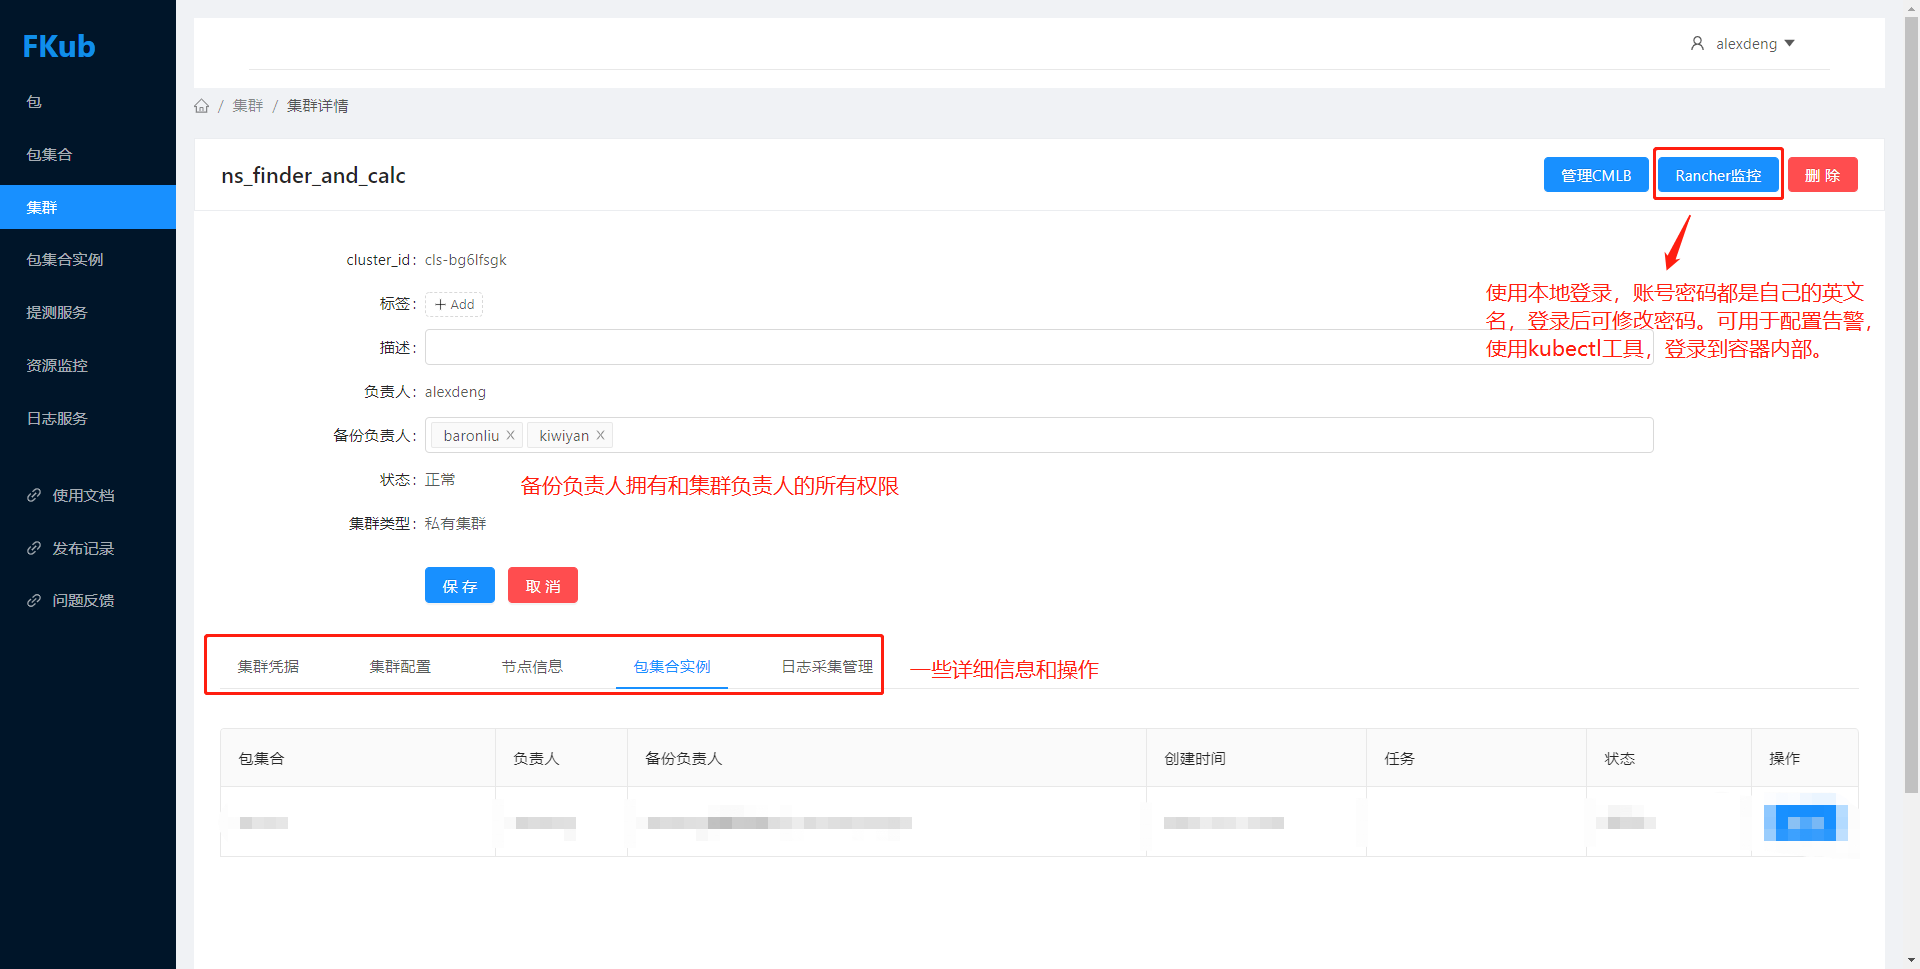 FKub
包
包集合
集群
包集合实例
提测服务
资源监控
日志服务
使用文档
发布记录
问题反馈
alexdeng
/ 集群 / 集群详情
ns_finder_and_calc
管理CMLB
Rancher监控
删 除
cluster_id: cls-bg6lfsgk
标签: + Add
描述:
负责人: alexdeng
备份负责人: baronliu X kiwiyan X
状态: 正常
集群类型: 私有集群
使用本地登录，账号密码都是自己的英文
名，登录后可修改密码。可用于配置告警，
使用kubectl工具，登录到容器内部。
备份负责人拥有和集群负责人的所有权限
保 存
取 消
集群凭据 集群配置 节点信息 包集合实例 日志采集管理
一些详细信息和操作
包集合 负责人 备份负责人 创建时间 任务 状态 操作